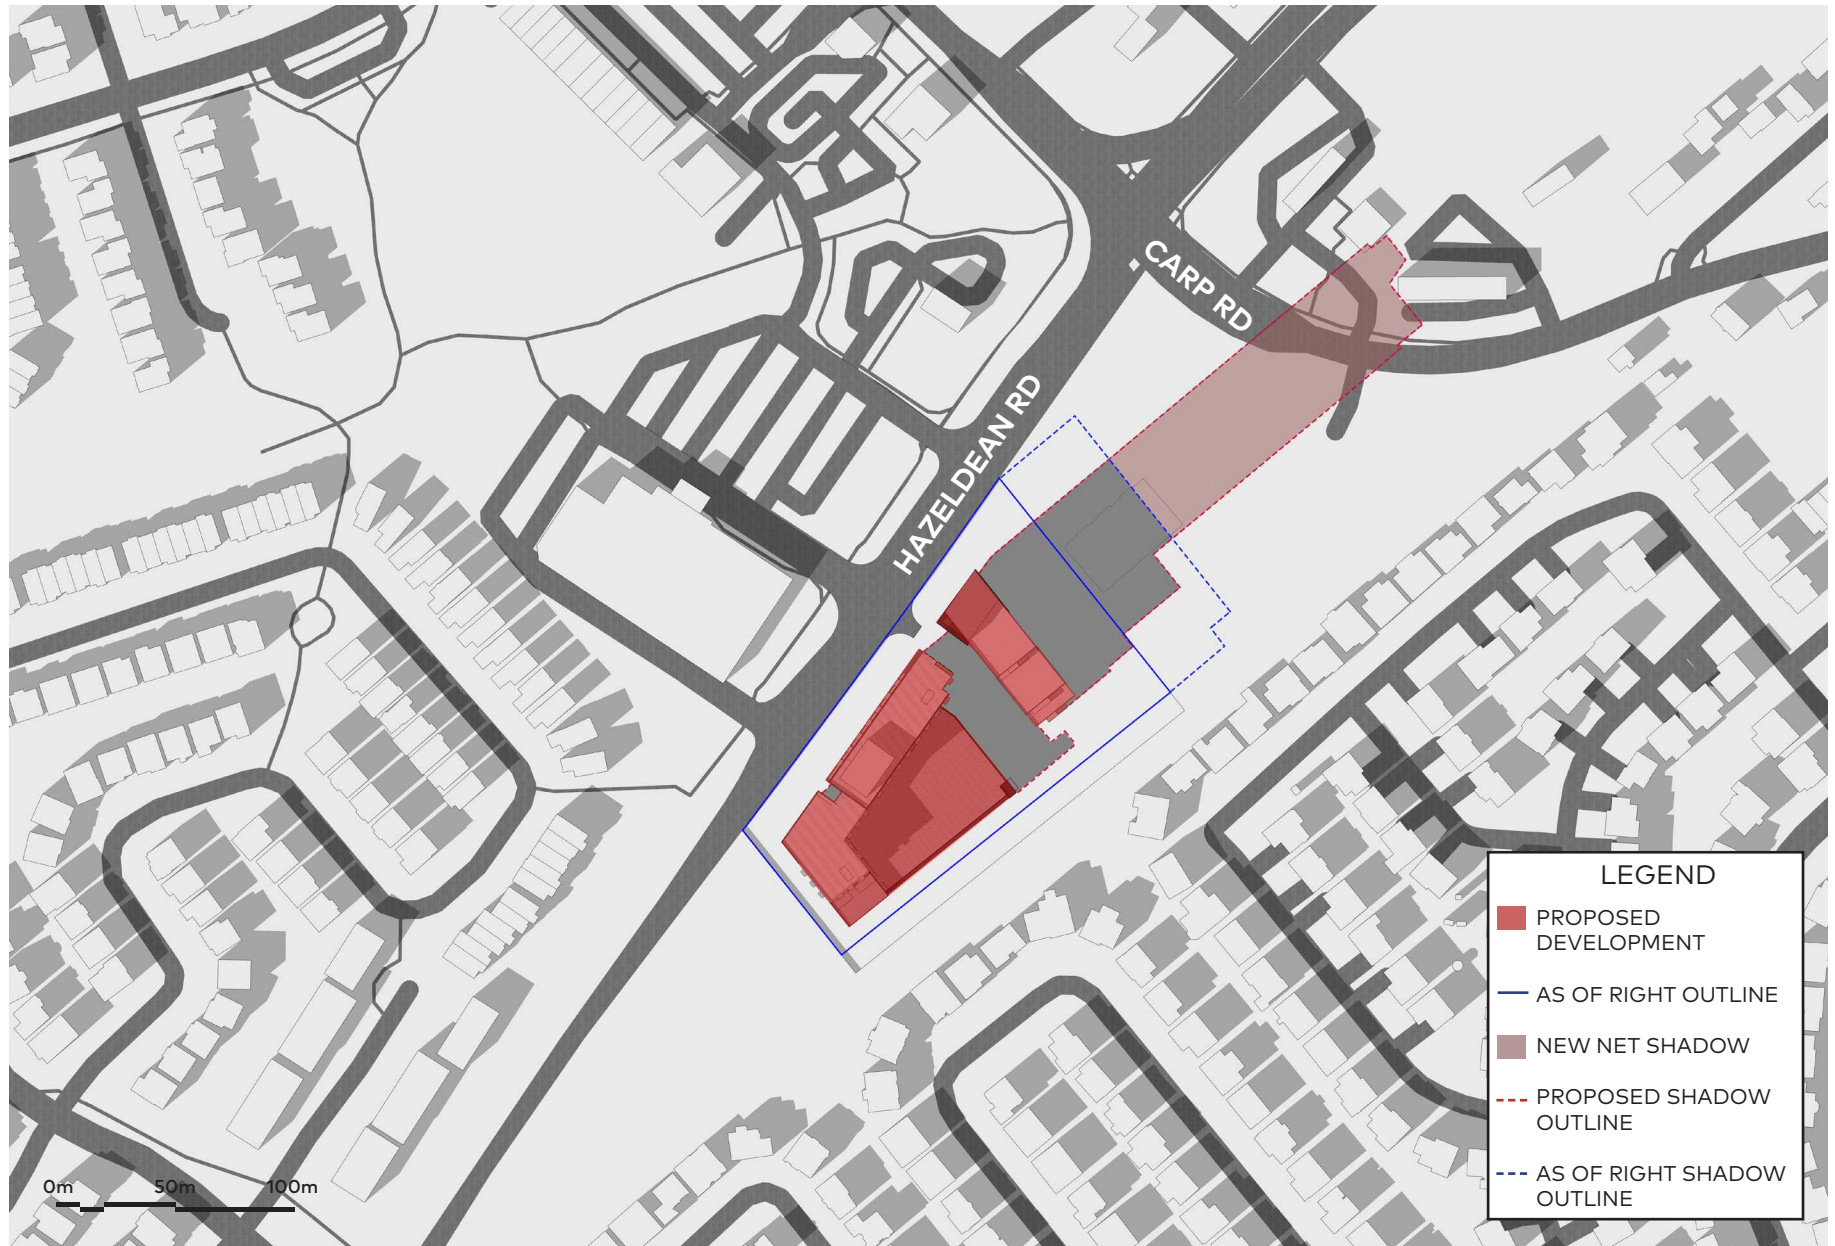 CARP RD
HAZELDEAN RD
LEGEND
PROPOSED
DEVELOPMENT
AS OF RIGHT OUTLINE
NEW NET SHADOW
PROPOSED SHADOW
OUTLINE
AS OF RIGHT SHADOW
OUTLINE
0m 50m 100m